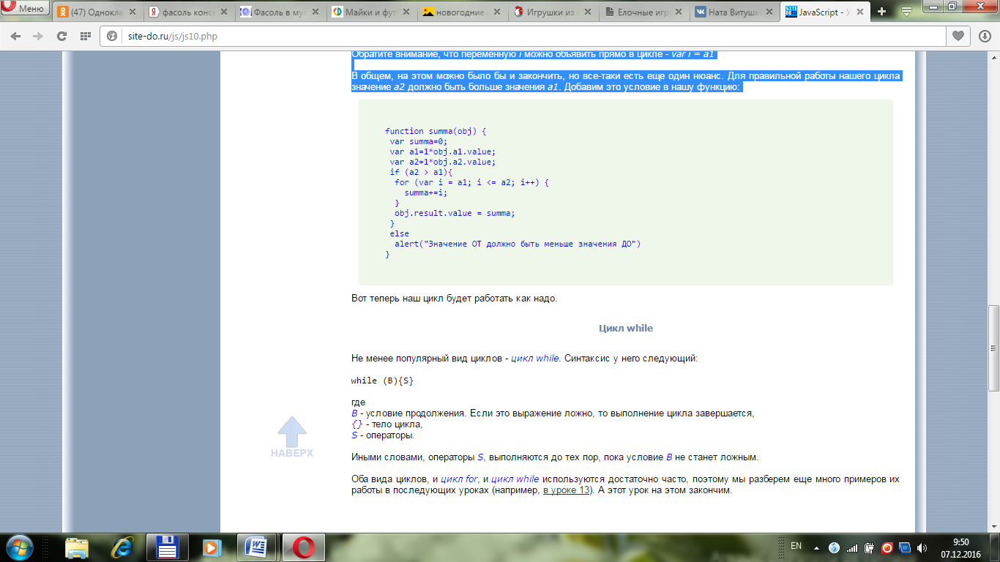 Меню
(47) Однокла
фасоль консе
Фасоль в мул
Майки и фут
новогодние
Игрушки из
Елочные игр
Ната Витушк
JavaScript - У
site-do.ru/js/js10.php
Обратите внимание, что переменную i можно объявить прямо в цикле - var i = a1
В общем, на этом можно было бы и закончить, но все-таки есть еще один нюанс. Для правильной работы нашего цикла
значение a2 должно быть больше значения a1. Добавим это условие в нашу функцию:
function summa(obj) {
var summa=0;
var a1=1*obj.a1.value;
var a2=1*obj.a2.value;
if (a2 > a1){
for (var i = a1; i <= a2; i++) {
summa+=i;
}
obj.result.value = summa;
}
else
alert("Значение ОТ должно быть меньше значения ДО")
}
Вот теперь наш цикл будет работать как надо.
Цикл while
Не менее популярный вид циклов - цикл while. Синтаксис у него следующий:
while (B){S}
где
B - условие продолжения. Если это выражение ложно, то выполнение цикла завершается,
{} - тело цикла,
S - операторы.
НАВЕРХ
Иными словами, операторы S, выполняются до тех пор, пока условие B не станет ложным.
Оба вида циклов, и цикл for, и цикл while используются достаточно часто, поэтому мы разберем еще много примеров их
работы в последующих уроках (например, в уроке 13). А этот урок на этом закончим.
EN
9:50
07.12.2016